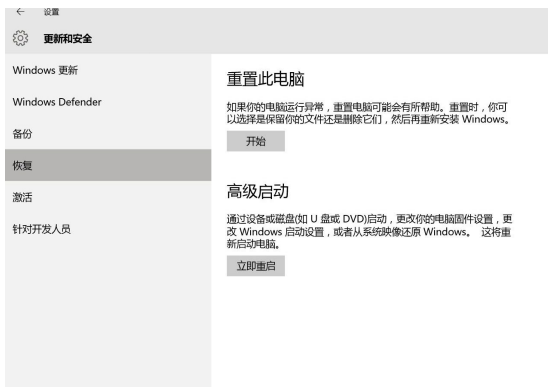 设置
更新和安全
Windows 更新
Windows Defender
备份
恢复
激活
针对开发人员
重置此电脑
如果你的电脑运行异常，重置电脑可能会有所帮助。重置时，你可
以选择是保留你的文件还是删除它们，然后再重新安装 Windows。
开始
高级启动
通过设备或磁盘(如 U 盘或 DVD)启动，更改你的电脑固件设置，更
改 Windows 启动设置，或者从系统映像还原 Windows。 这将重
新启动电脑。
立即重启